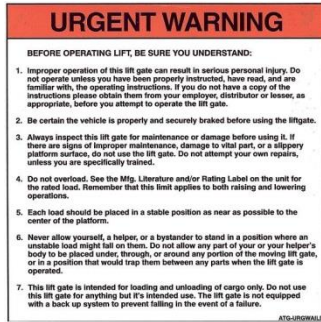 URGENT WARNING
BEFORE OPERATING LIFT, BE SURE YOU UNDERSTAND:
1. Improper operation of this lift gate can result in serious personal injury. Do
not operate unless you have been properly instructed, have read, and are
familiar with, the operating instructions. If you do not have a copy of the
instructions please obtain them from your employer, distributor or lesser, as
appropriate, before you attempt to operate the lift gate.
2. Be certain the vehicle is properly and securely braked before using the liftgate.
3. Always inspect this lift gate for maintenance or damage before using it. If
there are signs of improper maintenance, damage to vital part, or a slippery
platform surface, do not use the lift gate. Do not attempt your own repairs,
unless you are specifically trained.
4. Do not overload. See the Mfg. Literature and/or Rating Label on the unit for
the rated load. Remember that this limit applies to both raising and lowering
operations.
5. Each load should be placed in a stable position as near as possible to the
center of the platform.
6. Never allow yourself, a helper, or a bystander to stand in a position where an
unstable load might fall on them. Do not allow any part of your or your helper's
body to be placed under, through, or around any portion of the moving lift gate,
or in a position that would trap them between any parts when the lift gate is
operated.
7. This lift gate is intended for loading and unloading of cargo only. Do not use
this lift gate for anything but it's intended use. The lift gate is not equipped
with a back up system to prevent falling in the event of a failure.
ATG-URGWAILD